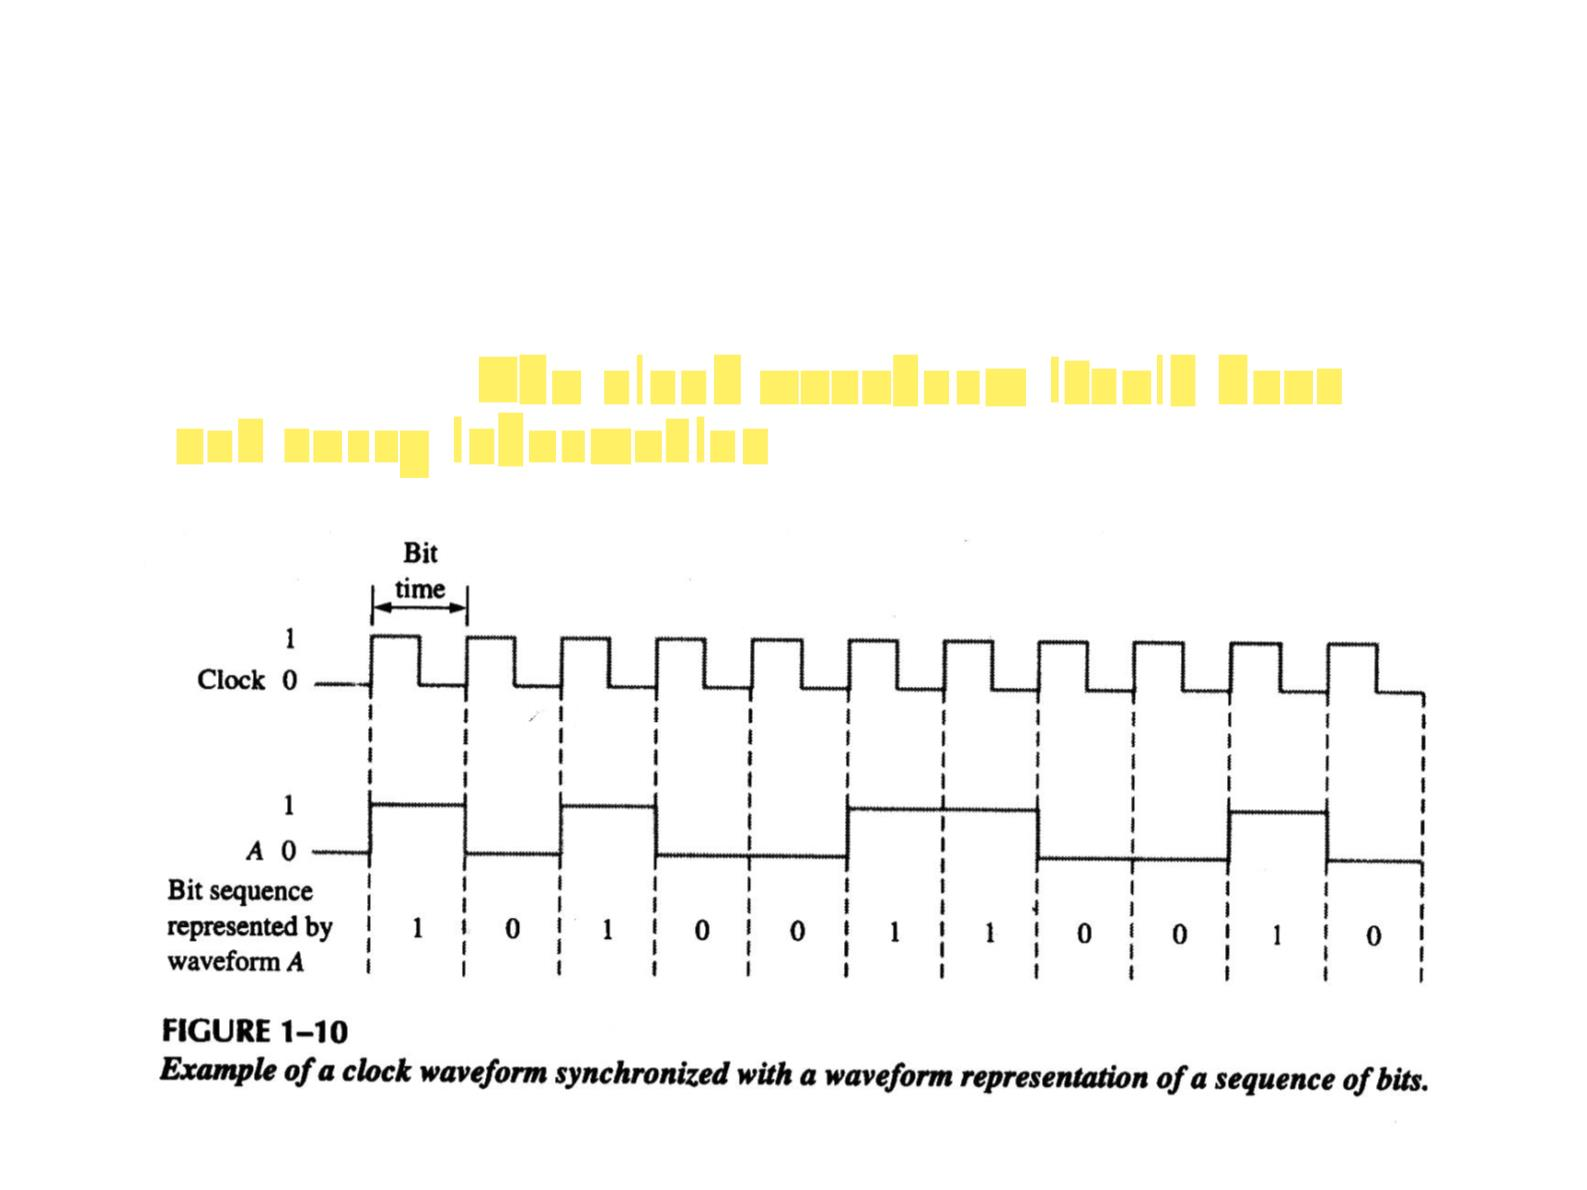 Bit
time
1
Clock 0
1
A 0
Bit sequence
represented by
waveform A
1 0 1 0 0 1 1 0 0 1 0
FIGURE 1–10
Example of a clock waveform synchronized with a waveform representation of a sequence of bits.